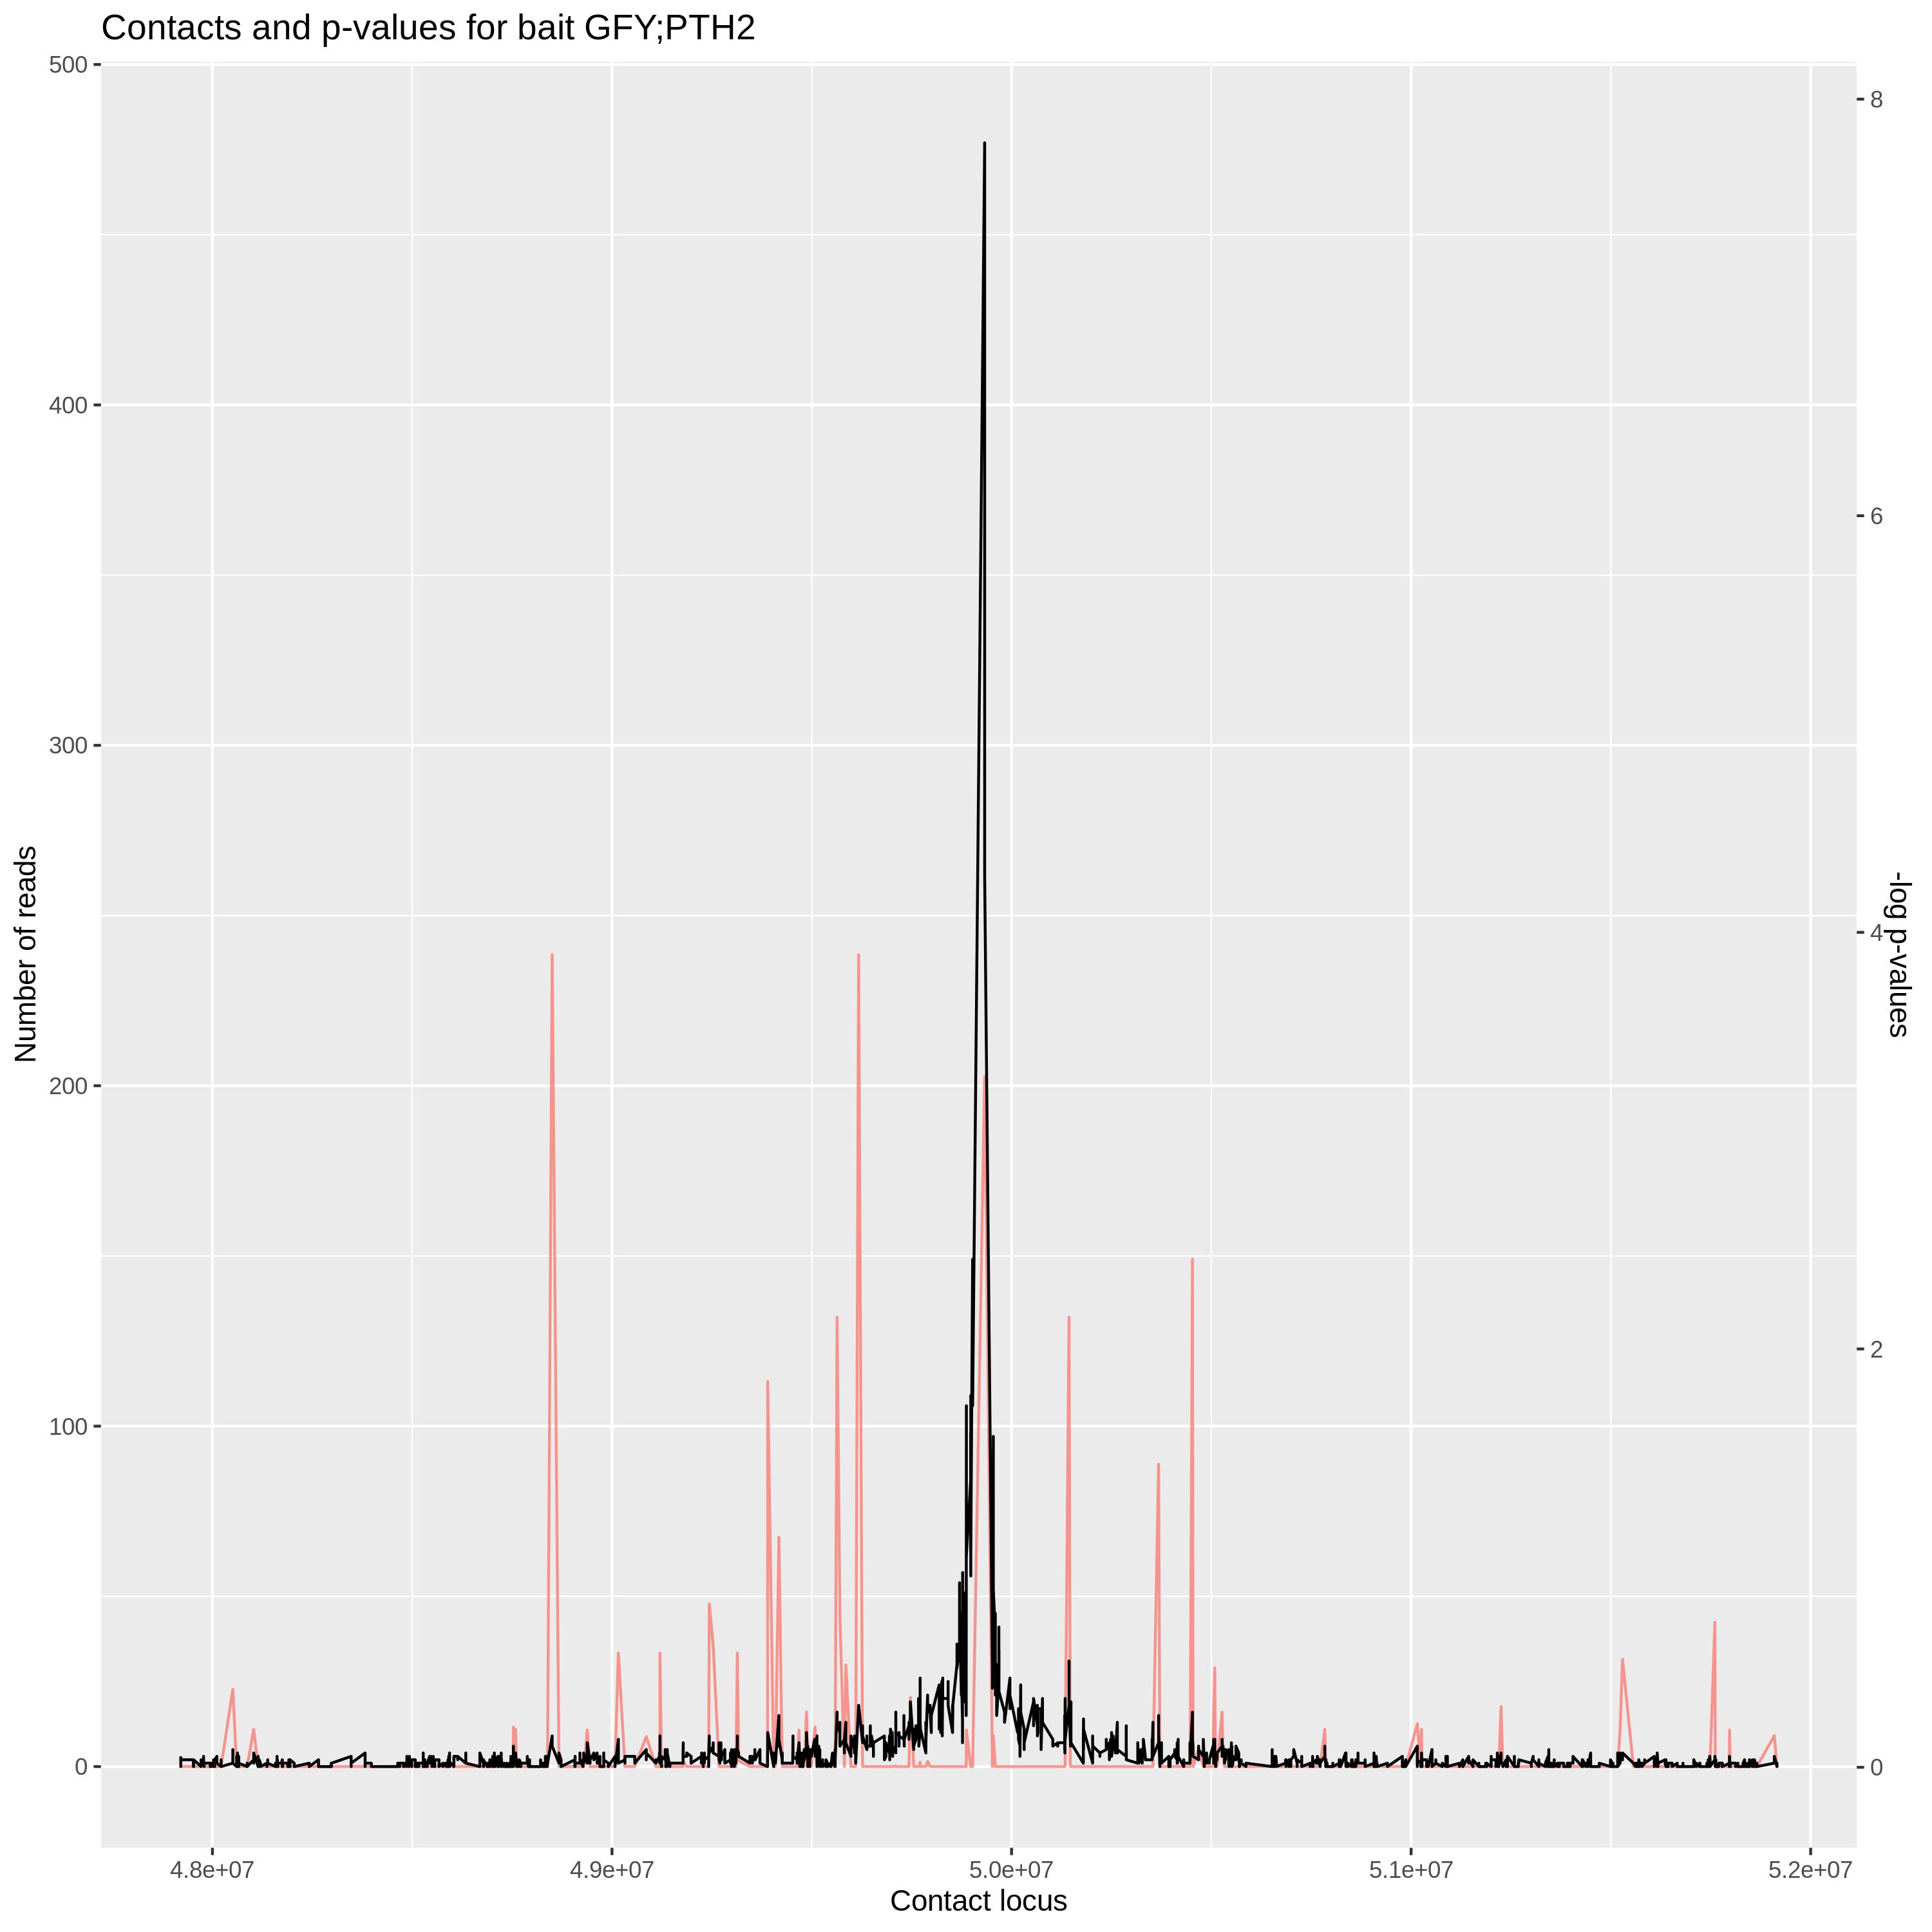 Contacts and p-values for bait GFY;PTH2
500
400
300
200
100
0
Number of reads
8
6
4
2
0
-log p-values
4.8e+07
4.9e+07
5.0e+07
5.1e+07
5.2e+07
Contact locus